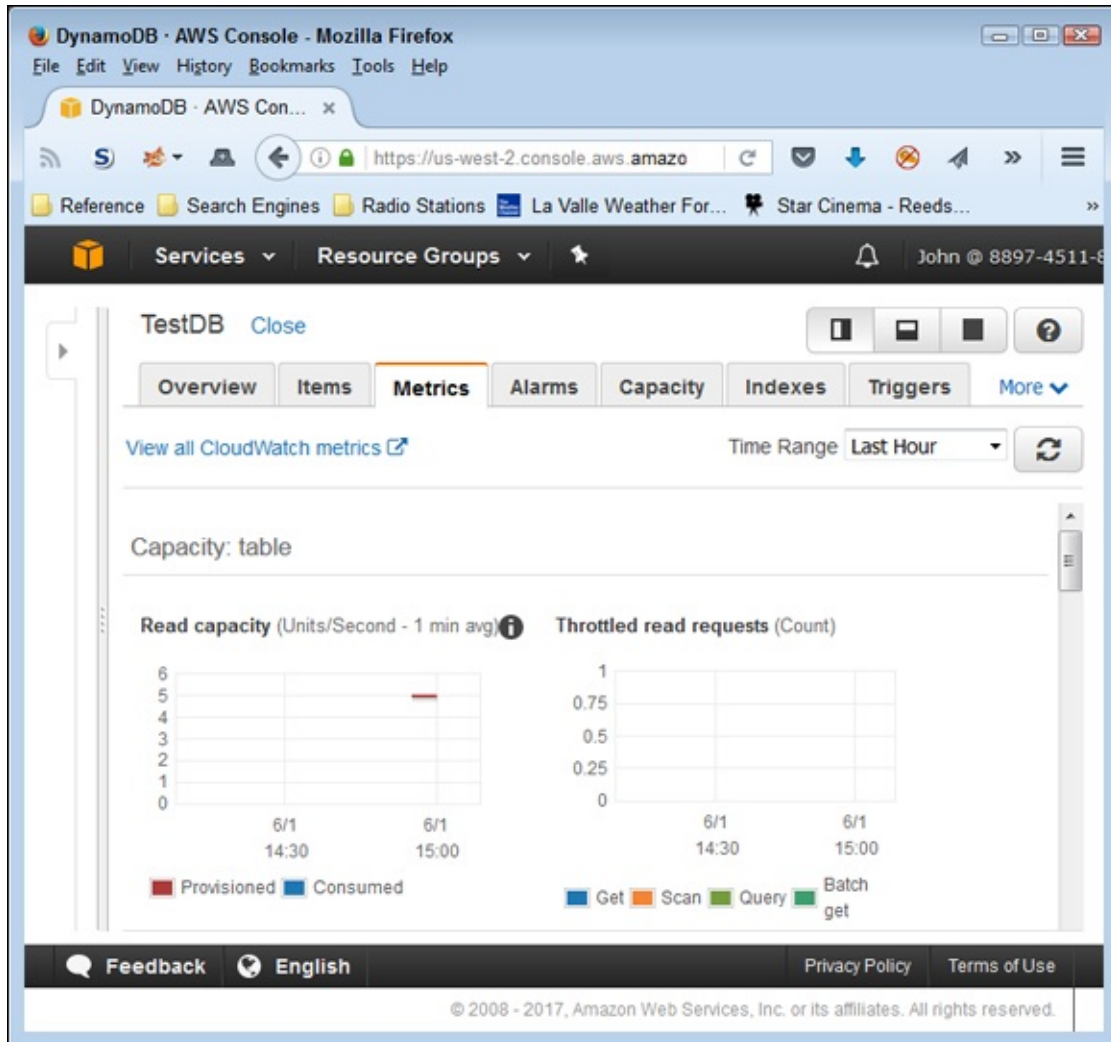 DynamoDB · AWS Console - Mozilla Firefox
File Edit View History Bookmarks Tools Help
DynamoDB · AWS Con... ×
https://us-west-2.console.aws.amazo
Reference Search Engines Radio Stations La Valle Weather For... Star Cinema - Reeds... »
Services Resource Groups John @ 8897-4511-8
TestDB Close
Overview Items Metrics Alarms Capacity Indexes Triggers More
View all CloudWatch metrics Time Range Last Hour
Capacity: table
Read capacity (Units/Second - 1 min avg) Throttled read requests (Count)
6
5
4
3
2
1
0
6/1 6/1
14:30 15:00
Provisioned Consumed
1
0.75
0.5
0.25
0
6/1 6/1
14:30 15:00
Get Scan Query Batch
get
Feedback English Privacy Policy Terms of Use
© 2008 - 2017, Amazon Web Services, Inc. or its affiliates. All rights reserved.